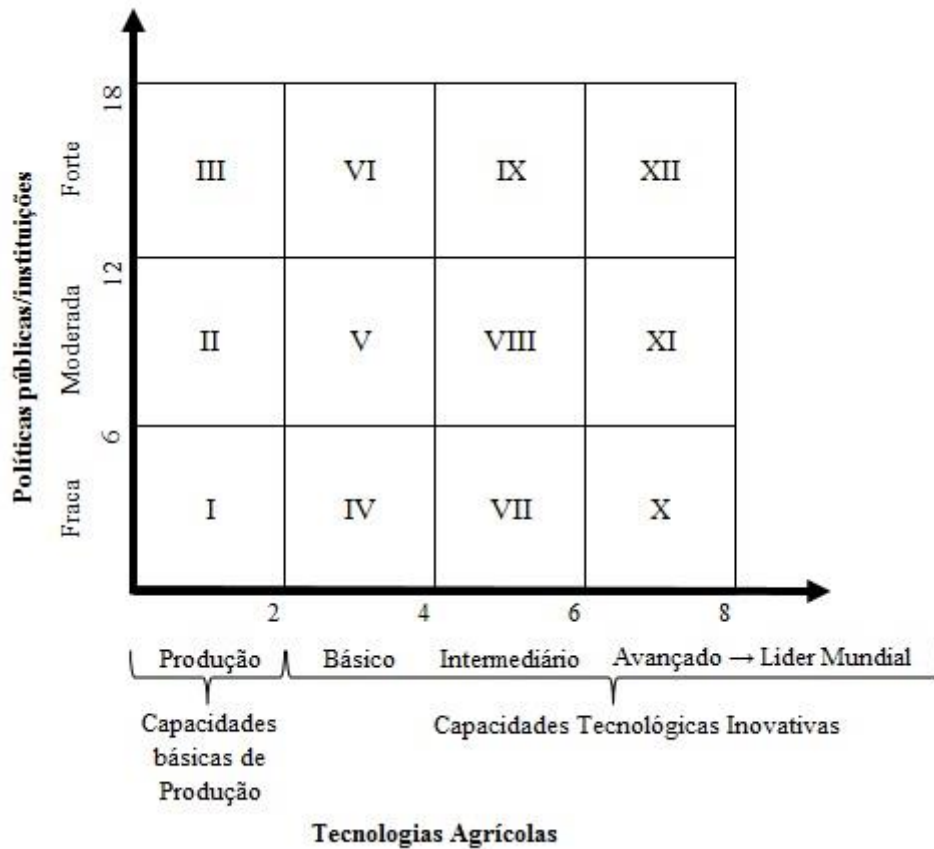 Políticas públicas/instituições
Forte
Moderada
Fraca
18
12
6
III VI IX XII
II V VIII XI
I IV VII X
2 4 6 8
Produção Básico Intermediário Avançado → Lider Mundial
Capacidades
básicas de
Produção
Capacidades Tecnológicas Inovativas
Tecnologias Agrícolas